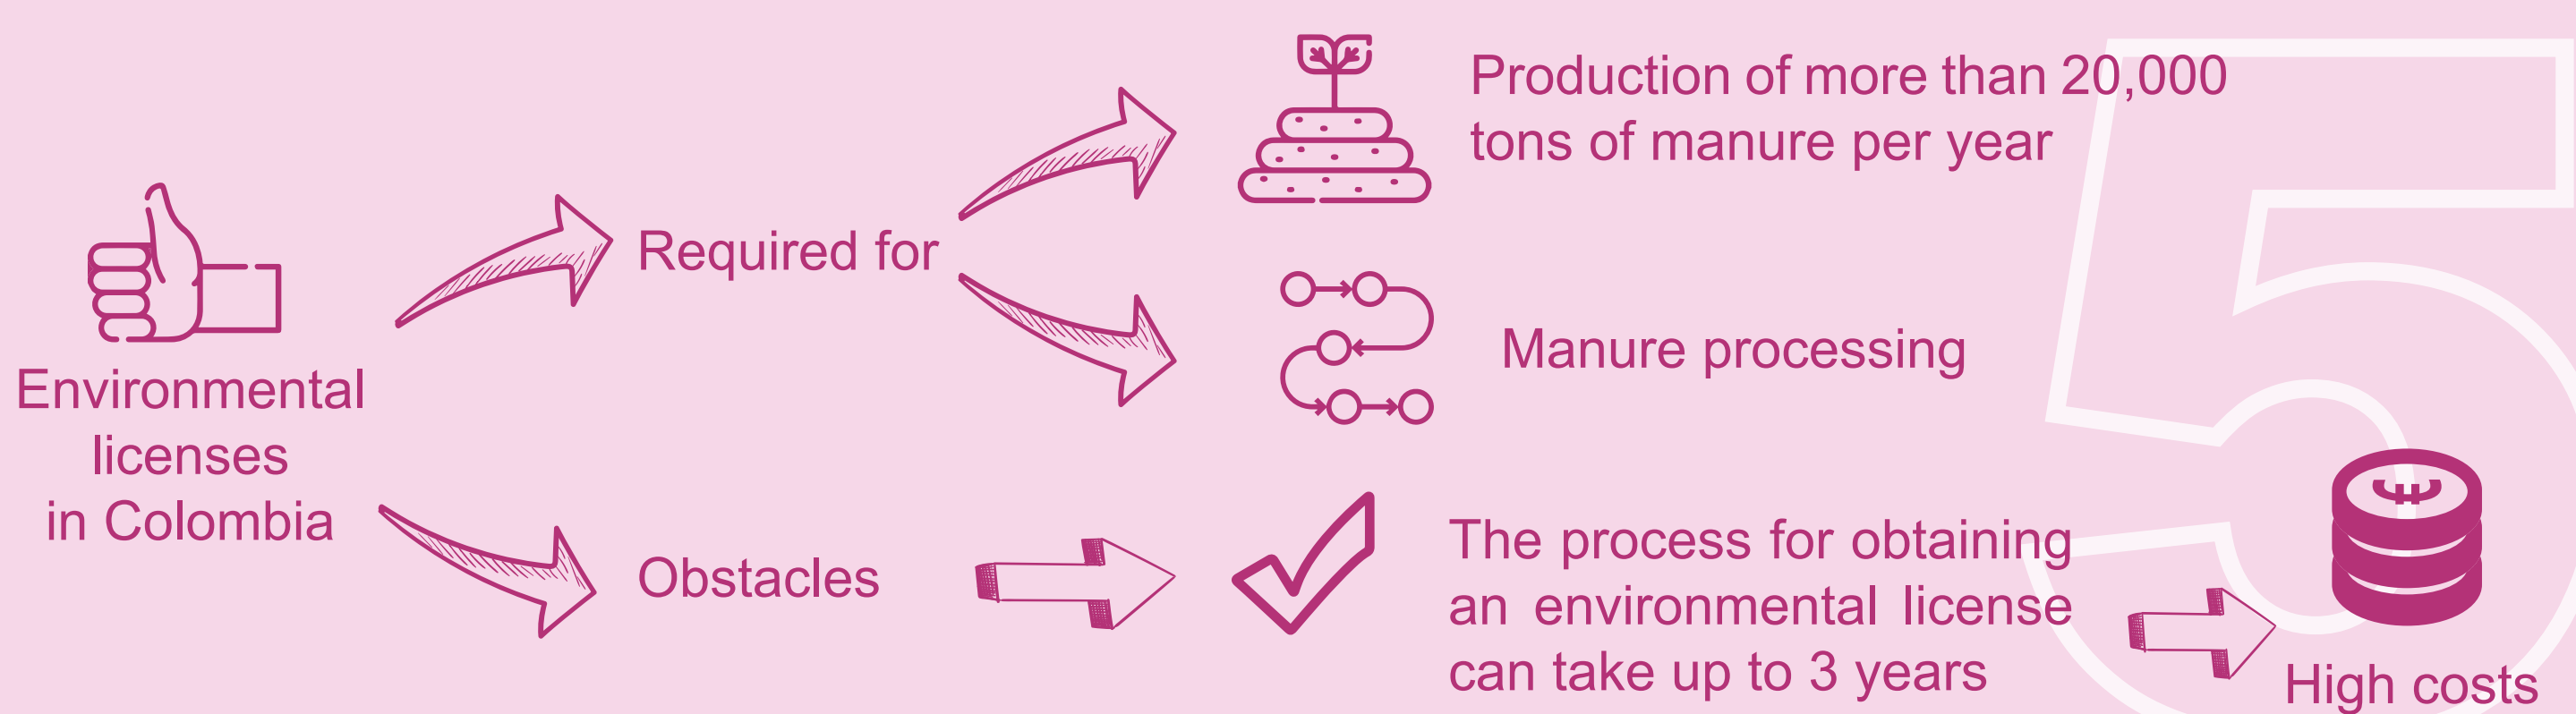 Environmental
licenses
in Colombia
Required for
Production of more than 20,000
tons of manure per year
Manure processing
Obstacles
The process for obtaining
an environmental license
can take up to 3 years
High costs
5